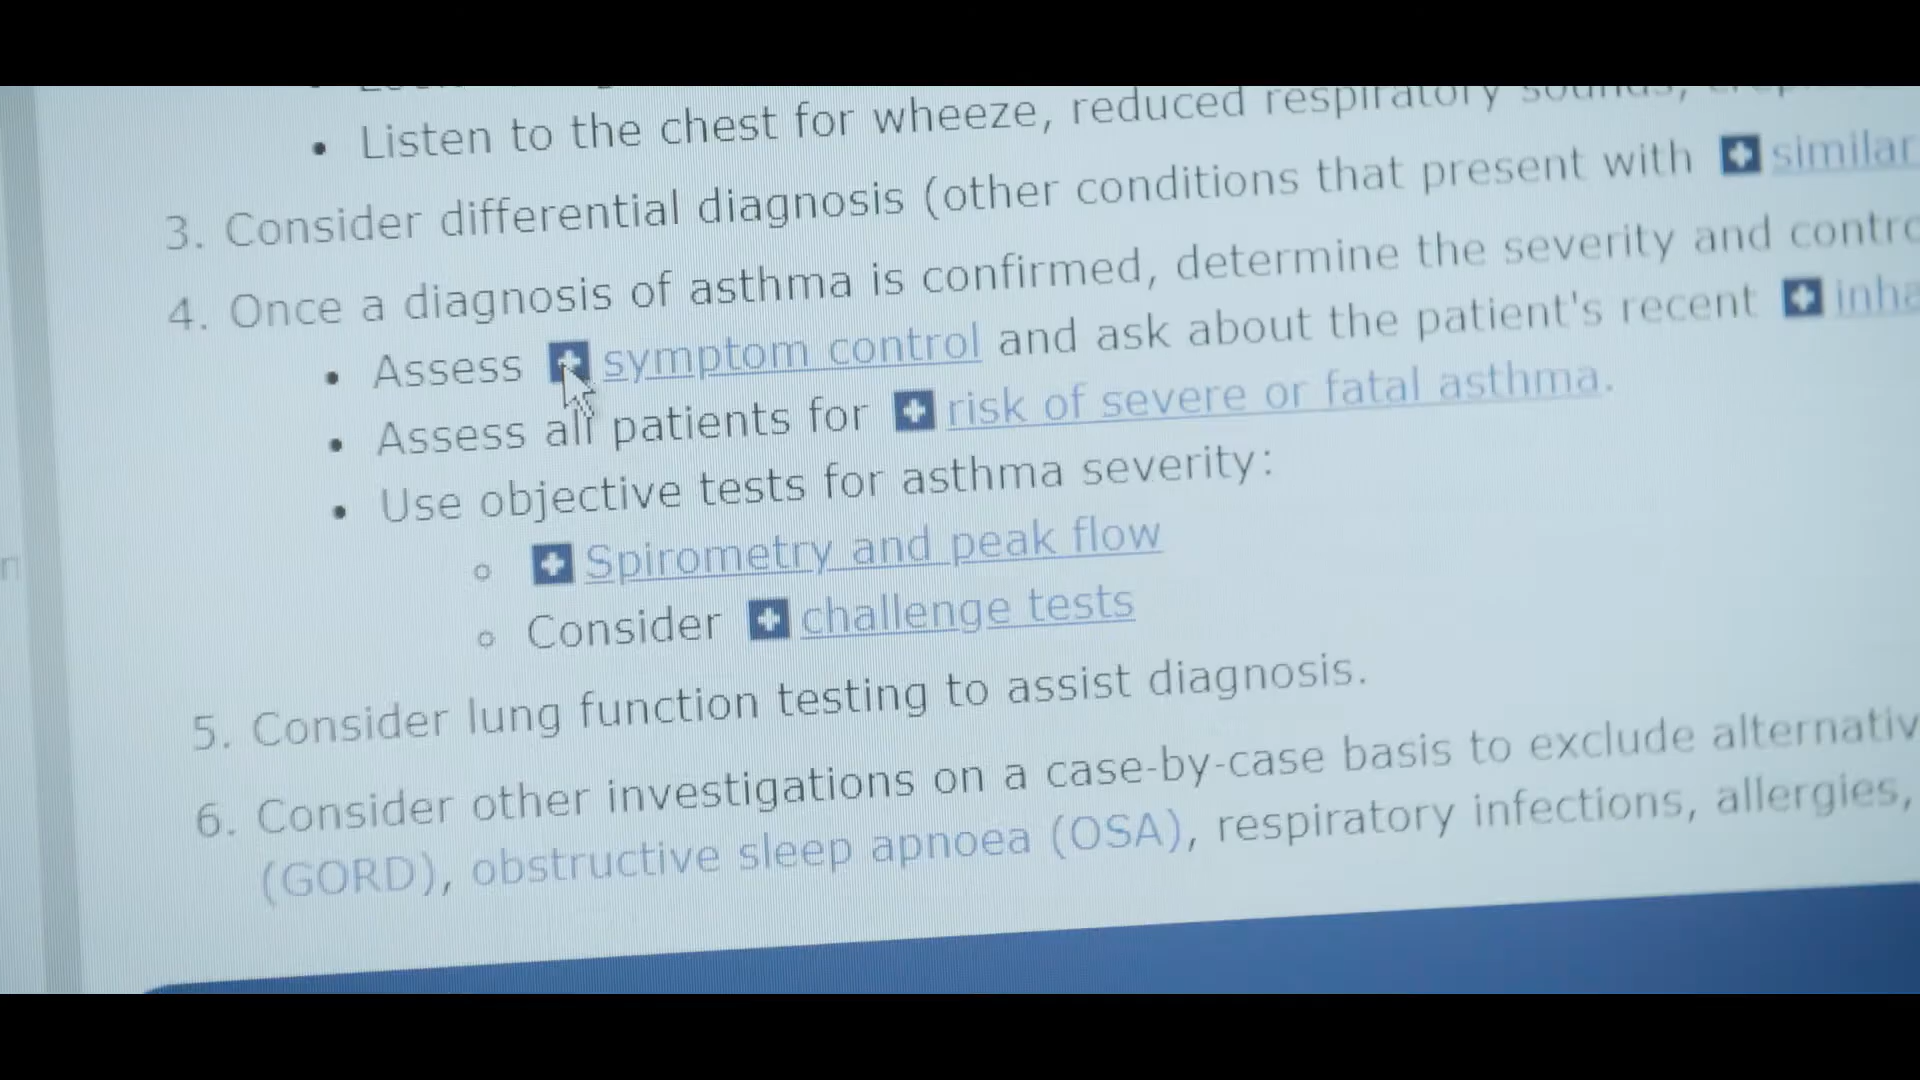 • Listen to the chest for wheeze, reduced respiratory sounds,
3. Consider differential diagnosis (other conditions that present with similar
4. Once a diagnosis of asthma is confirmed, determine the severity and
• Assess symptom control and ask about the patient's recent
• Assess all patients for risk of severe or fatal asthma.
• Use objective tests for asthma severity:
o Spirometry and peak flow
o Consider challenge tests
5. Consider lung function testing to assist diagnosis.
6. Consider other investigations on a case-by-case basis to exclude
(GORD), obstructive sleep apnoea (OSA), respiratory infections, allergies,